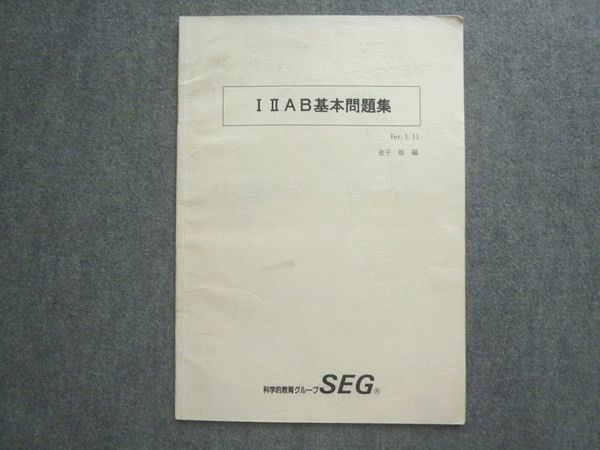 ⅠⅡAB基本問題集
Ver.1.11
金子 裕 編
科学的教育グループSEG®